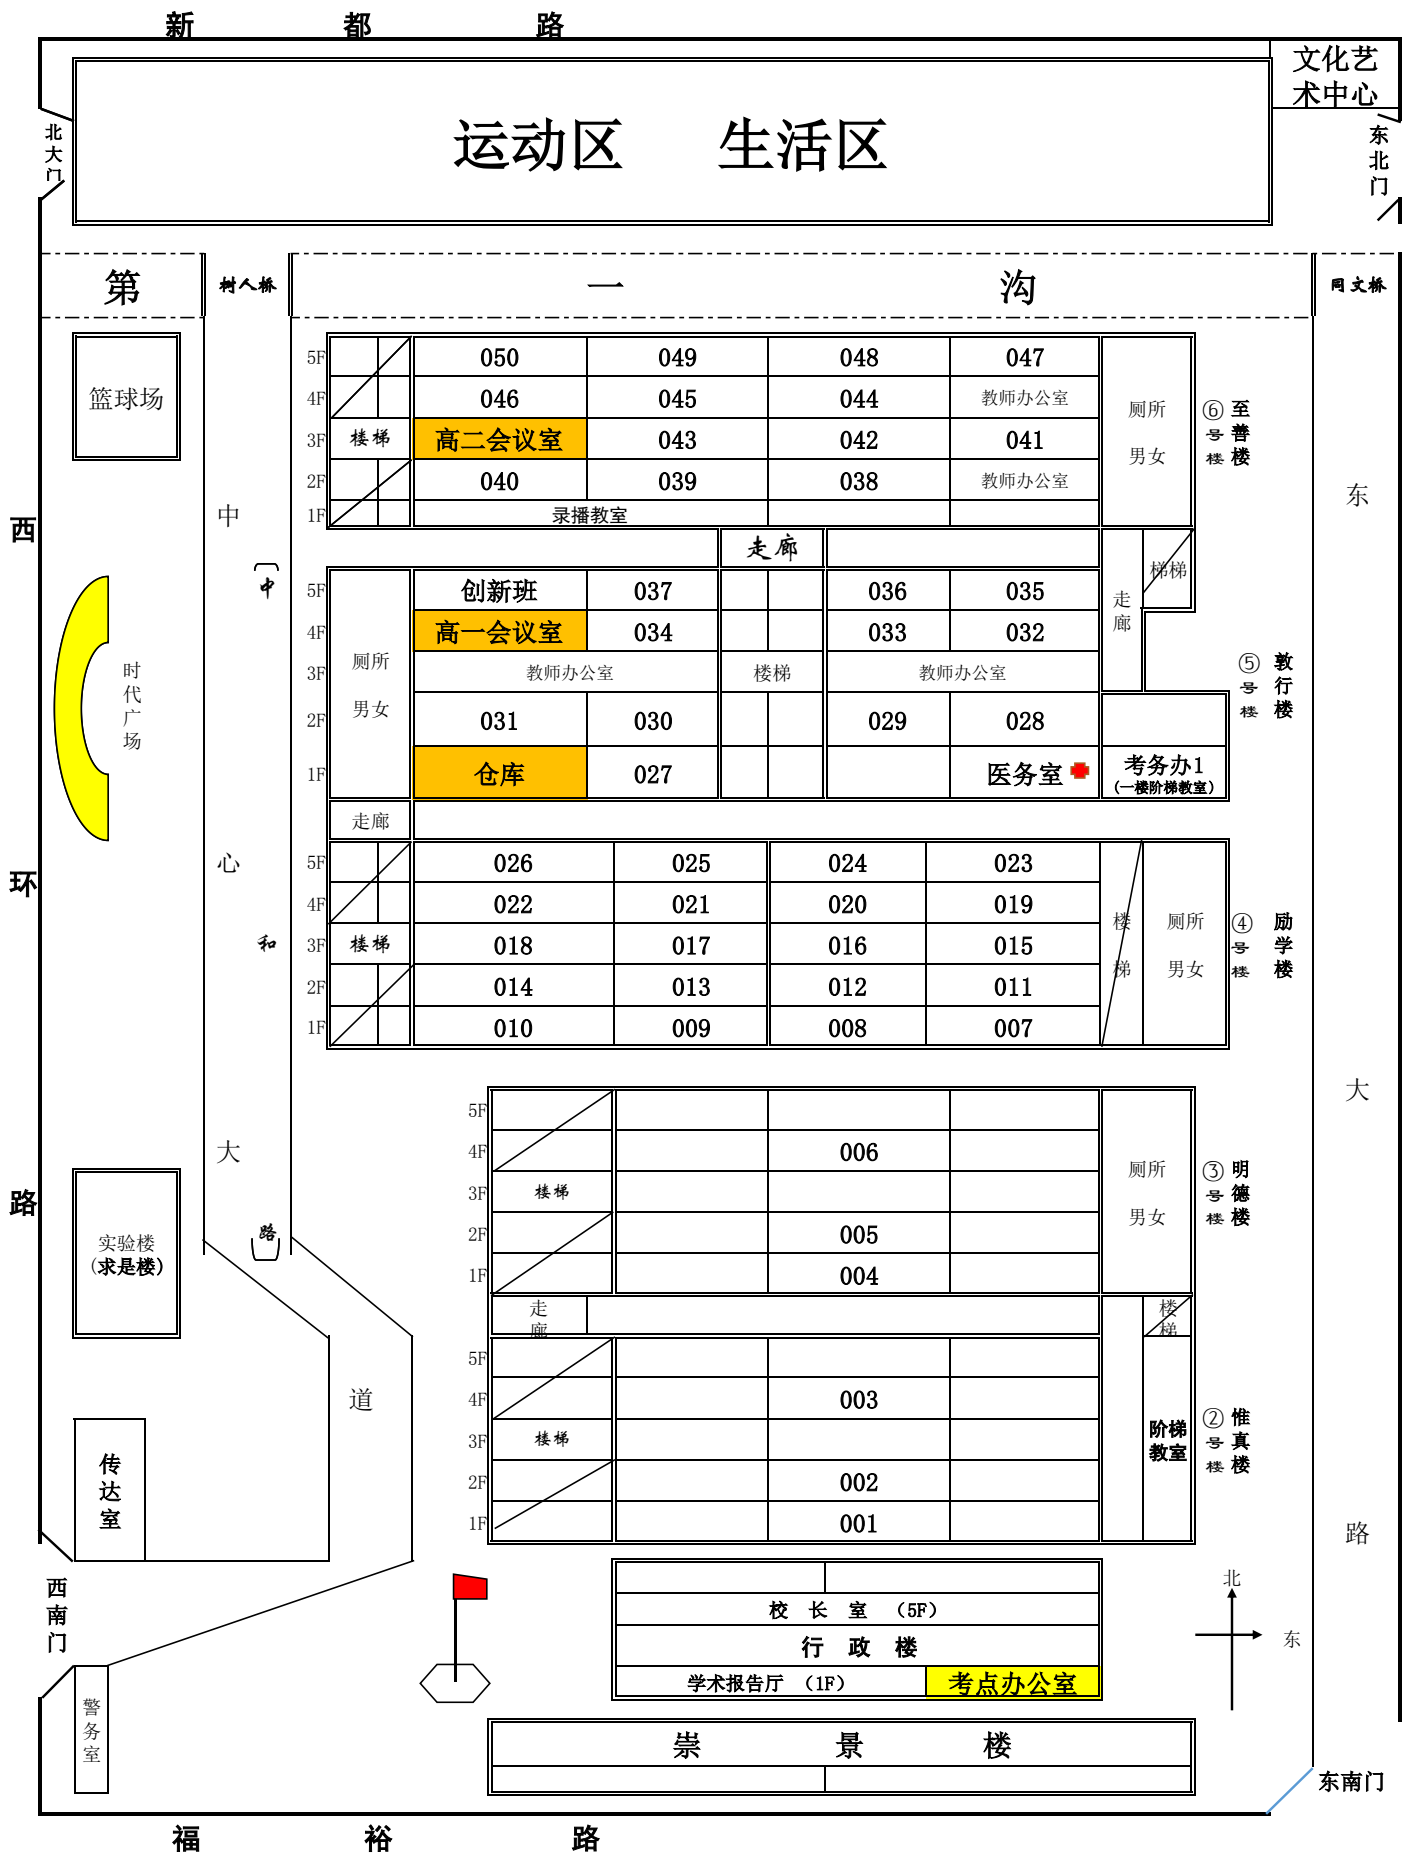 新 都 路
文化艺
术中心
北大门
运动区 生活区
东北门
第 树人桥 一 沟 同文桥
篮球场
5F 050 049 048 047
4F 046 045 044 教师办公室
3F 楼梯 高二会议室 043 042 041
2F 040 039 038 教师办公室
1F 录播教室
厕所
男女
⑥号楼 至善楼
走廊
梯梯
走廊
5F 创新班 037 036 035
4F 高一会议室 034 033 032
3F 教师办公室 楼梯 教师办公室
2F 031 030 029 028
1F 仓库 027 医务室 考务办1
(一楼阶梯教室)
厕所
男女
⑤号楼 敦行楼
走廊
5F 026 025 024 023
4F 022 021 020 019
3F 楼梯 018 017 016 015
2F 014 013 012 011
1F 010 009 008 007
楼梯
厕所
男女
④号楼 励学楼
5F
4F 006
3F 楼梯
2F 005
1F 004
厕所
男女
③号楼 明德楼
走廊
楼梯
5F
4F 003
3F 楼梯
2F 002
1F 001
阶梯
教室
②号楼 惟真楼
西 环 路
时代广场
中 心 大 道
(中 和 路)
东 大 路
实验楼
(求是楼)
传达室
西南门
警务室
校 长 室 (5F)
行 政 楼
学术报告厅 (1F) 考点办公室
北
东
崇 景 楼
东南门
福 裕 路